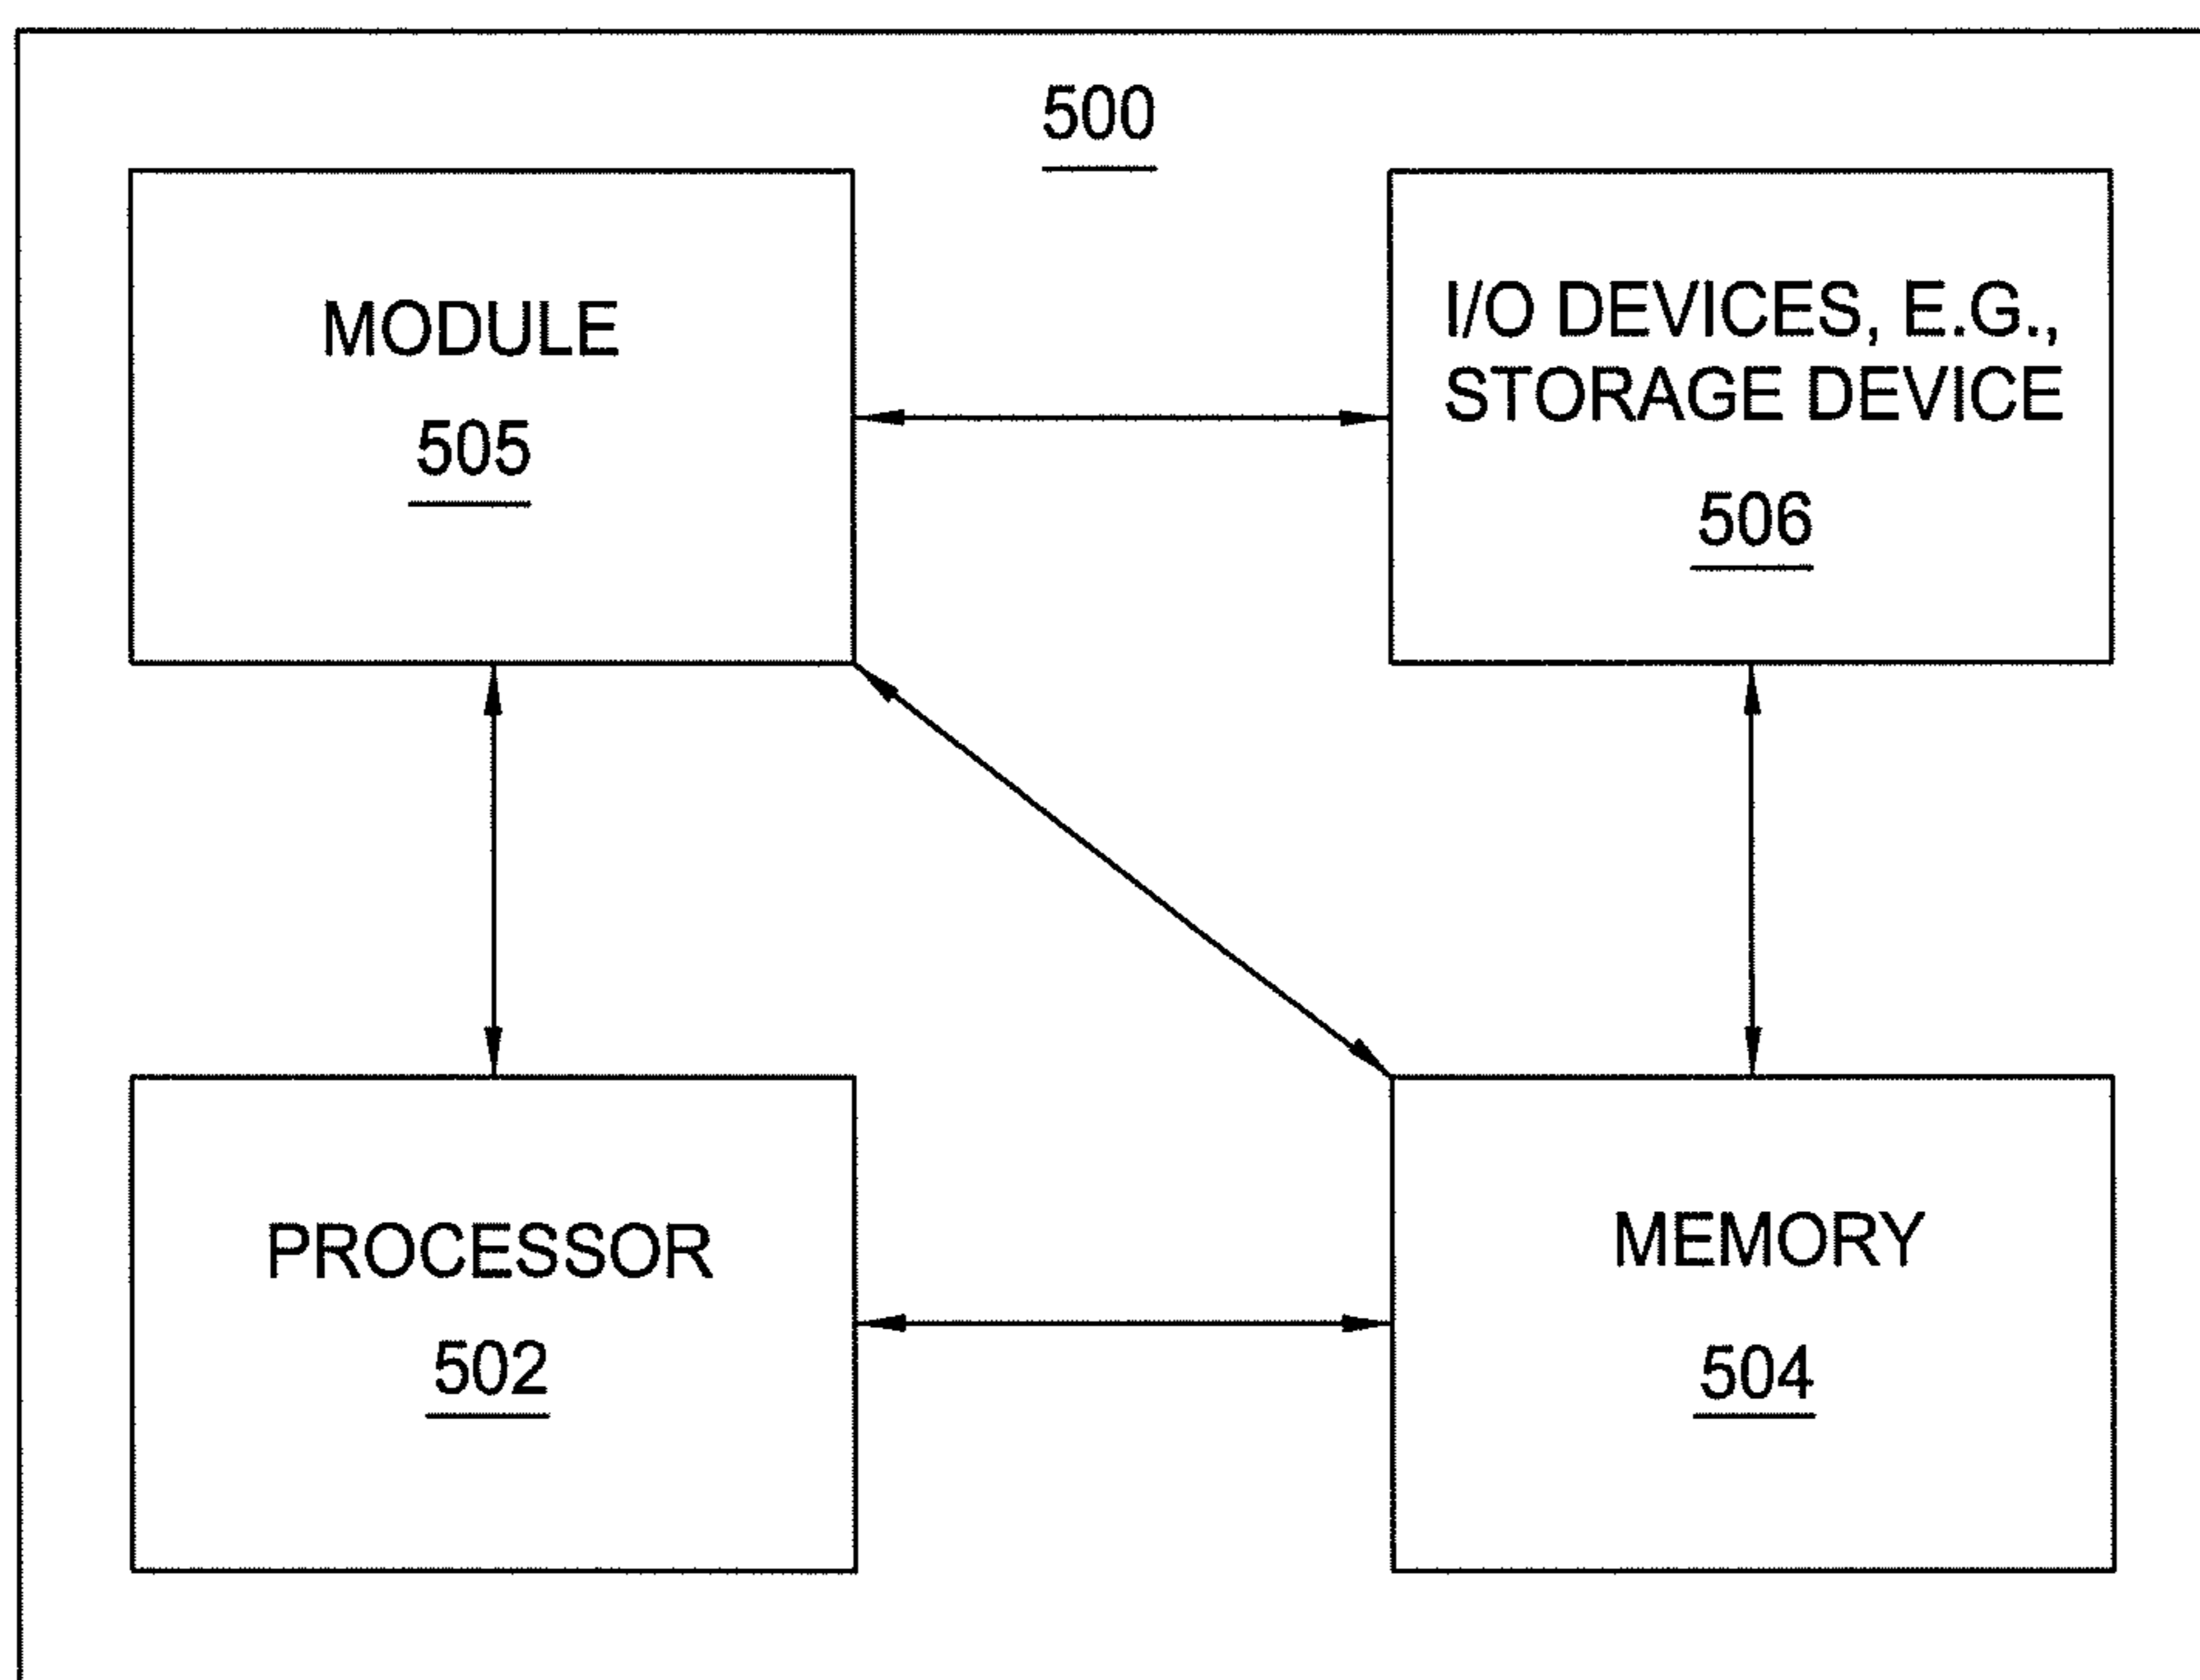 500
MODULE
505
I/O DEVICES, E.G.,
STORAGE DEVICE
506
PROCESSOR
502
MEMORY
504